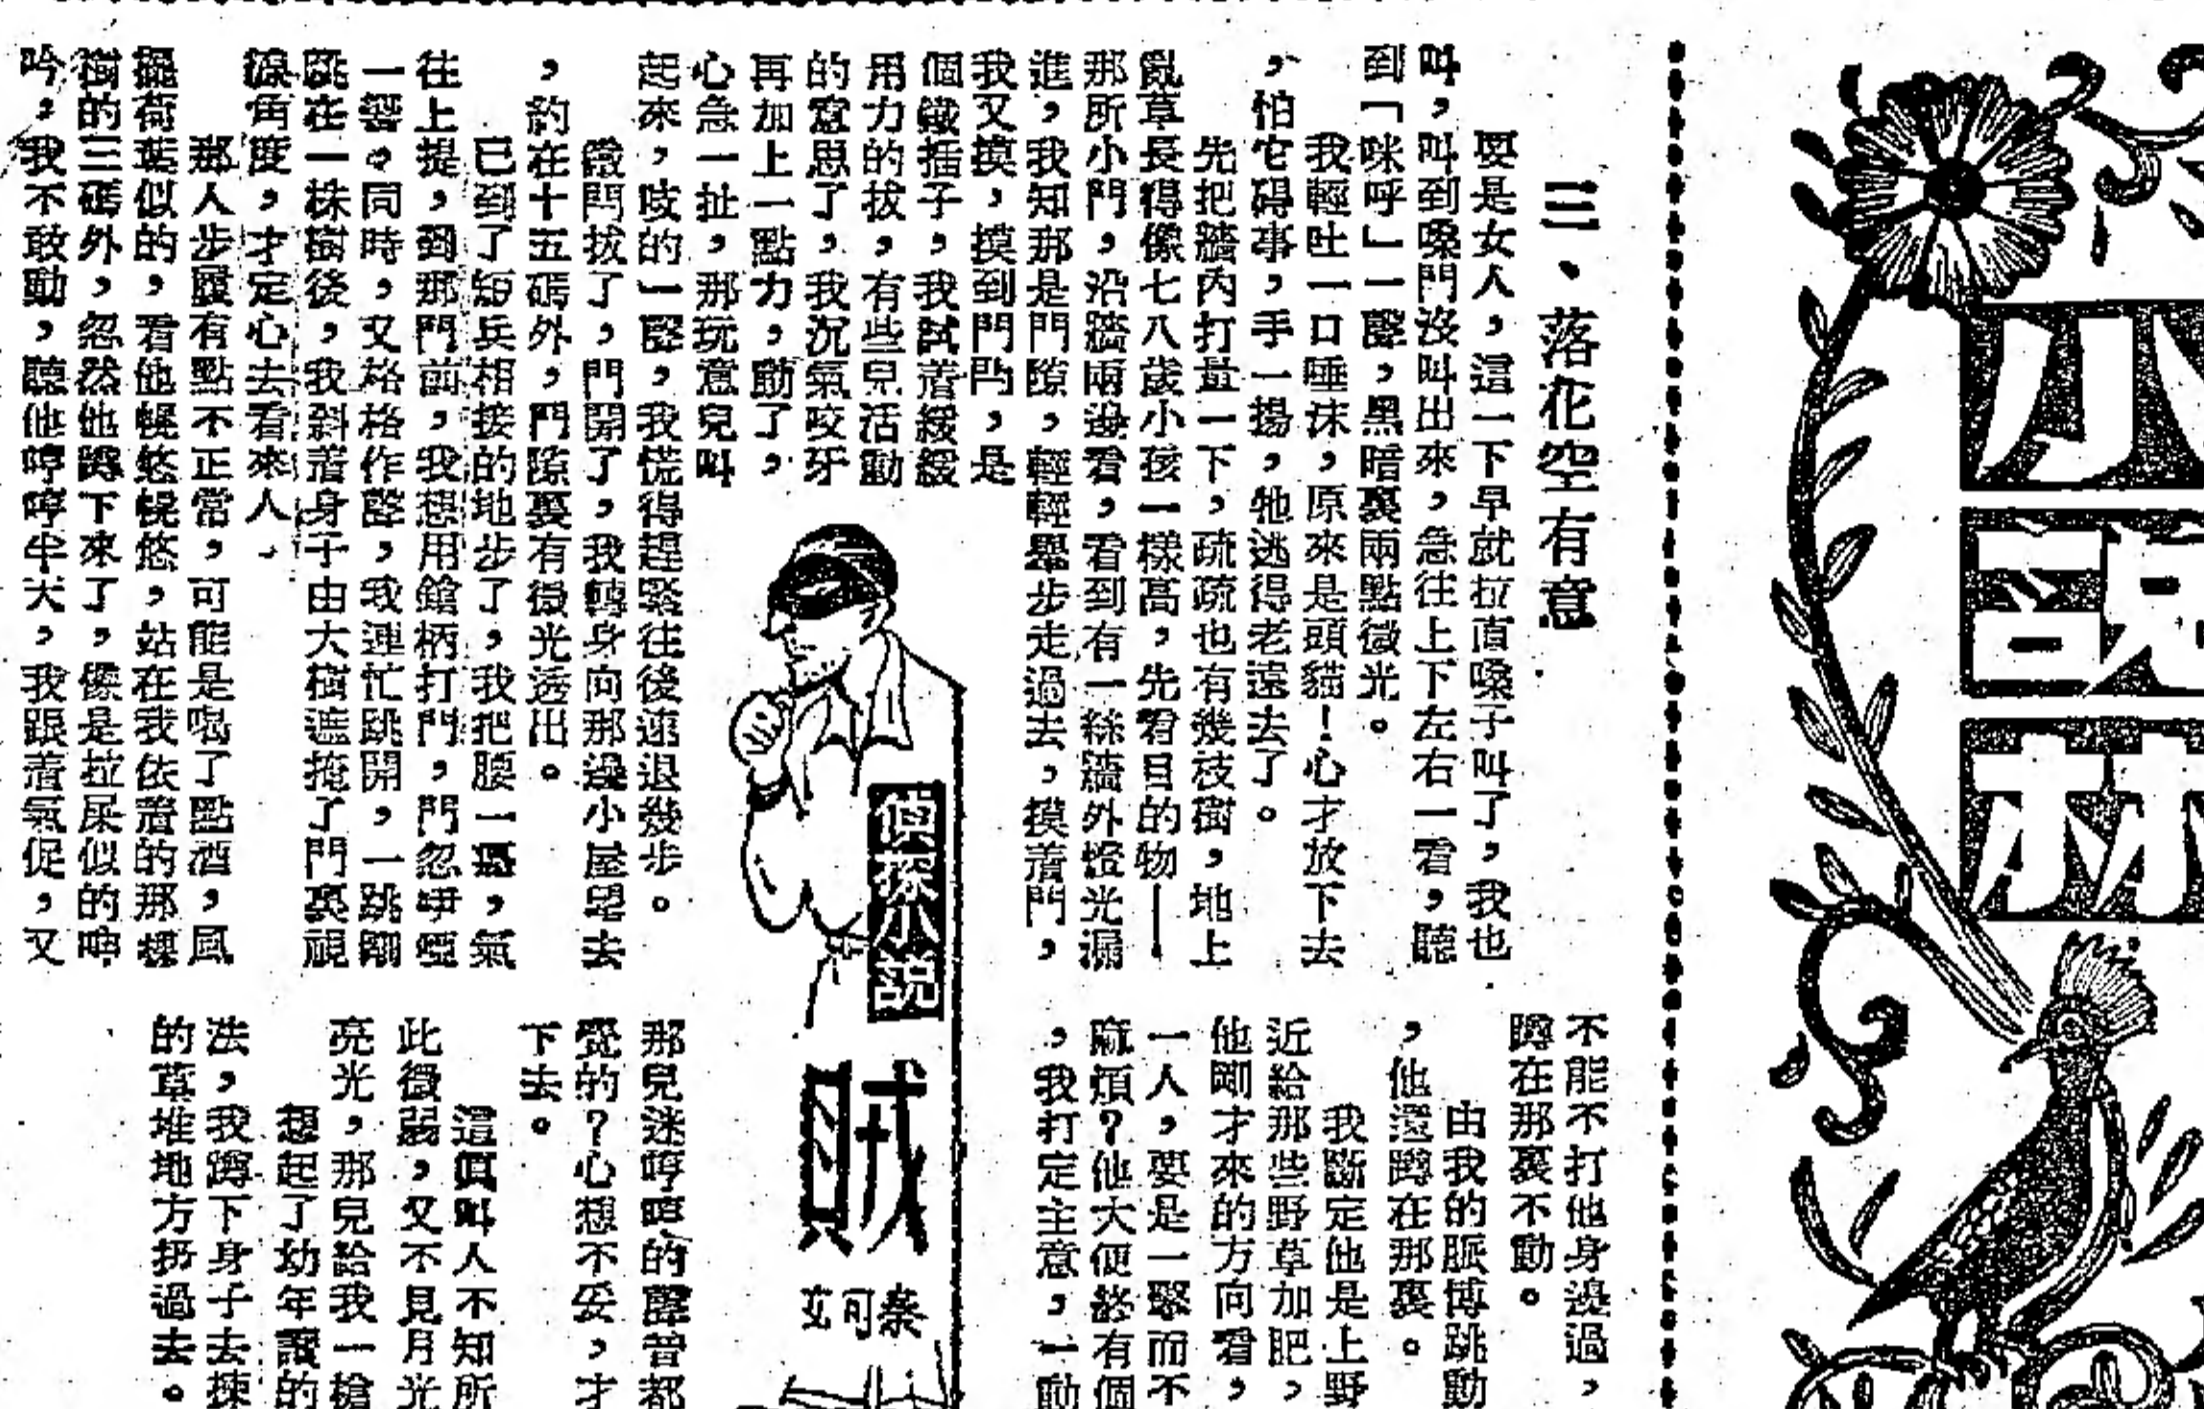 小説林
三、落花空有意
要是女人，這一下早就拉直嗓子叫了，我也
叫，叫到嗓門沒叫出來，急往上下左右一看，聽
到「咪呼」一聲，黑暗裏兩點微光。
我輕吐一口唾沫，原來是頭貓！心才放下去
，怕它碍事，手一揚，牠逃得老遠去了。
先把牆內打量一下，疏疏也有幾枝樹，地上
亂草長得像七八歲小孩一樣高，先看目的物——
那所小門，沿牆兩邊看，看到有一絲牆外燈光漏
進，我知那是門隙，輕輕舉步走過去，摸着門，
我又摸，摸到門閂，是
個鐵插子，我試着緩緩
用力的拔，有些兒活動
的意思了，我沉氣咬牙
再加上一點力，動了，
心急一扯，那玩意兒叫
起來，吱的一聲，我慌得趕緊往後速退幾步。
鐵閂拔了，門開了，我轉身向那邊小屋望去
，約在十五碼外，門隙裏有微光透出。
已到了短兵相接的地步了，我把腰一摸，氣
往上提，到那門前，我想用鎗柄打門，門忽咿啞
一響。同時，又格格作聲，我連忙跳開，一跳剛
跳在一株樹後，我斜着身子由大樹遮掩了門裏視
線角度，才定心去看來人。
那人步履有點不正常，可能是喝了點酒，風
擺荷葉似的，看他幌悠幌悠，站在我依着的那棵
樹的三碼外，忽然他蹲下來了，像是拉屎似的呻
吟，我不敢動，聽他哼哼半天，我跟着氣促，又
偵探小説
賊
秦可
不能不打他身邊過，
蹲在那裏不動。
由我的脈博跳動
，他還蹲在那裏。
我斷定他是上野
近給那些野草加肥，
他剛才來的方向看，
一人，要是一擊而不
麻煩？他大便終有個
，我打定主意，一動
那兒迷哼唧的聲音都
覺的？心想不妥，才
下去。
這眞叫人不知所
此微弱，又不見月光
亮光，那兒給我一槍
想起了幼年讀的
法，我蹲下身子去揀
的草堆地方扔過去。